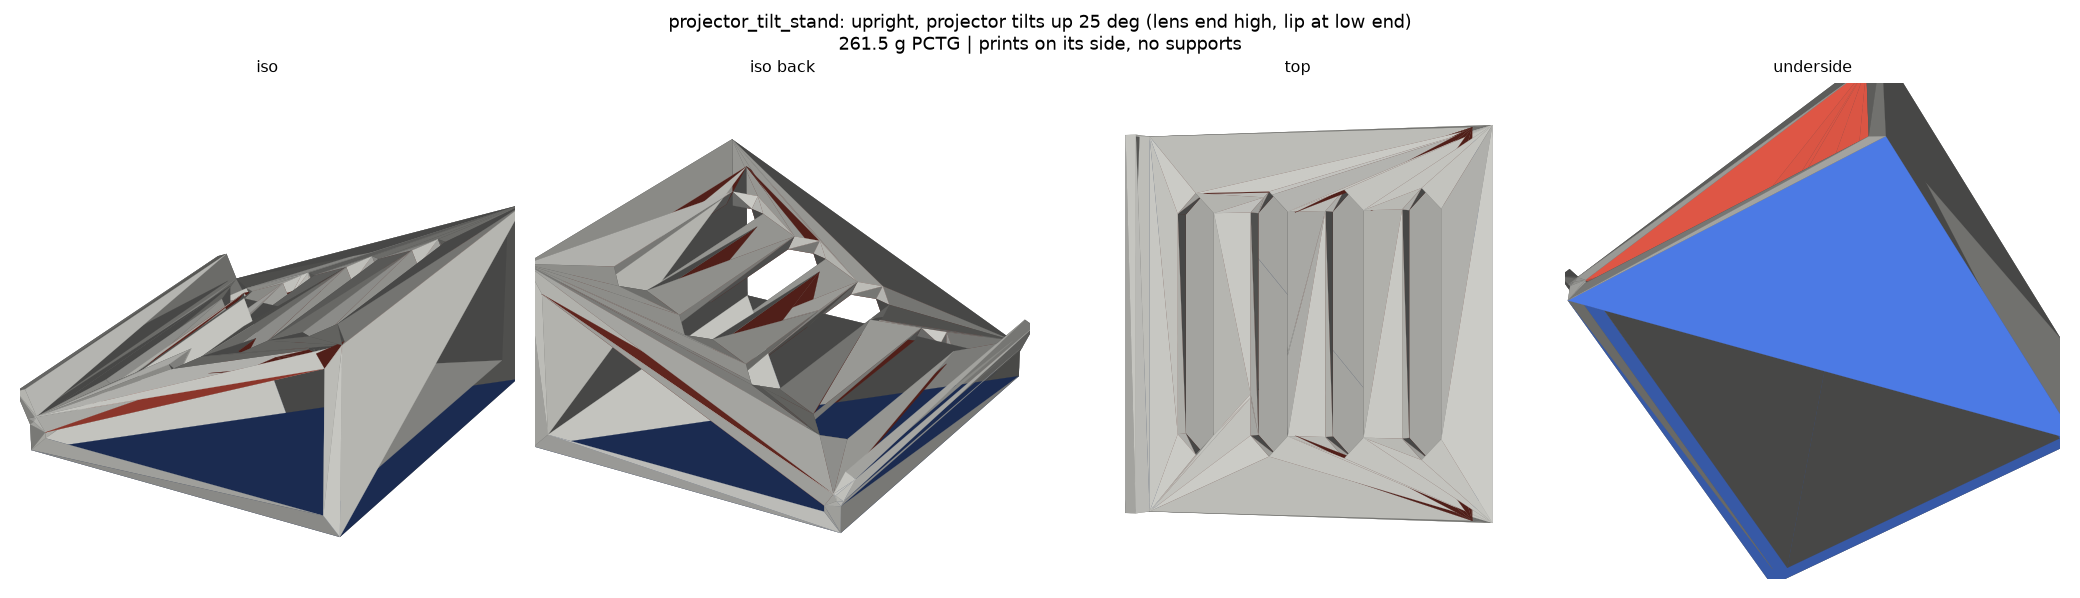 projector_tilt_stand: upright, projector tilts up 25 deg (lens end high, lip at low end)
261.5 g PCTG | prints on its side, no supports
iso
iso back
top
underside